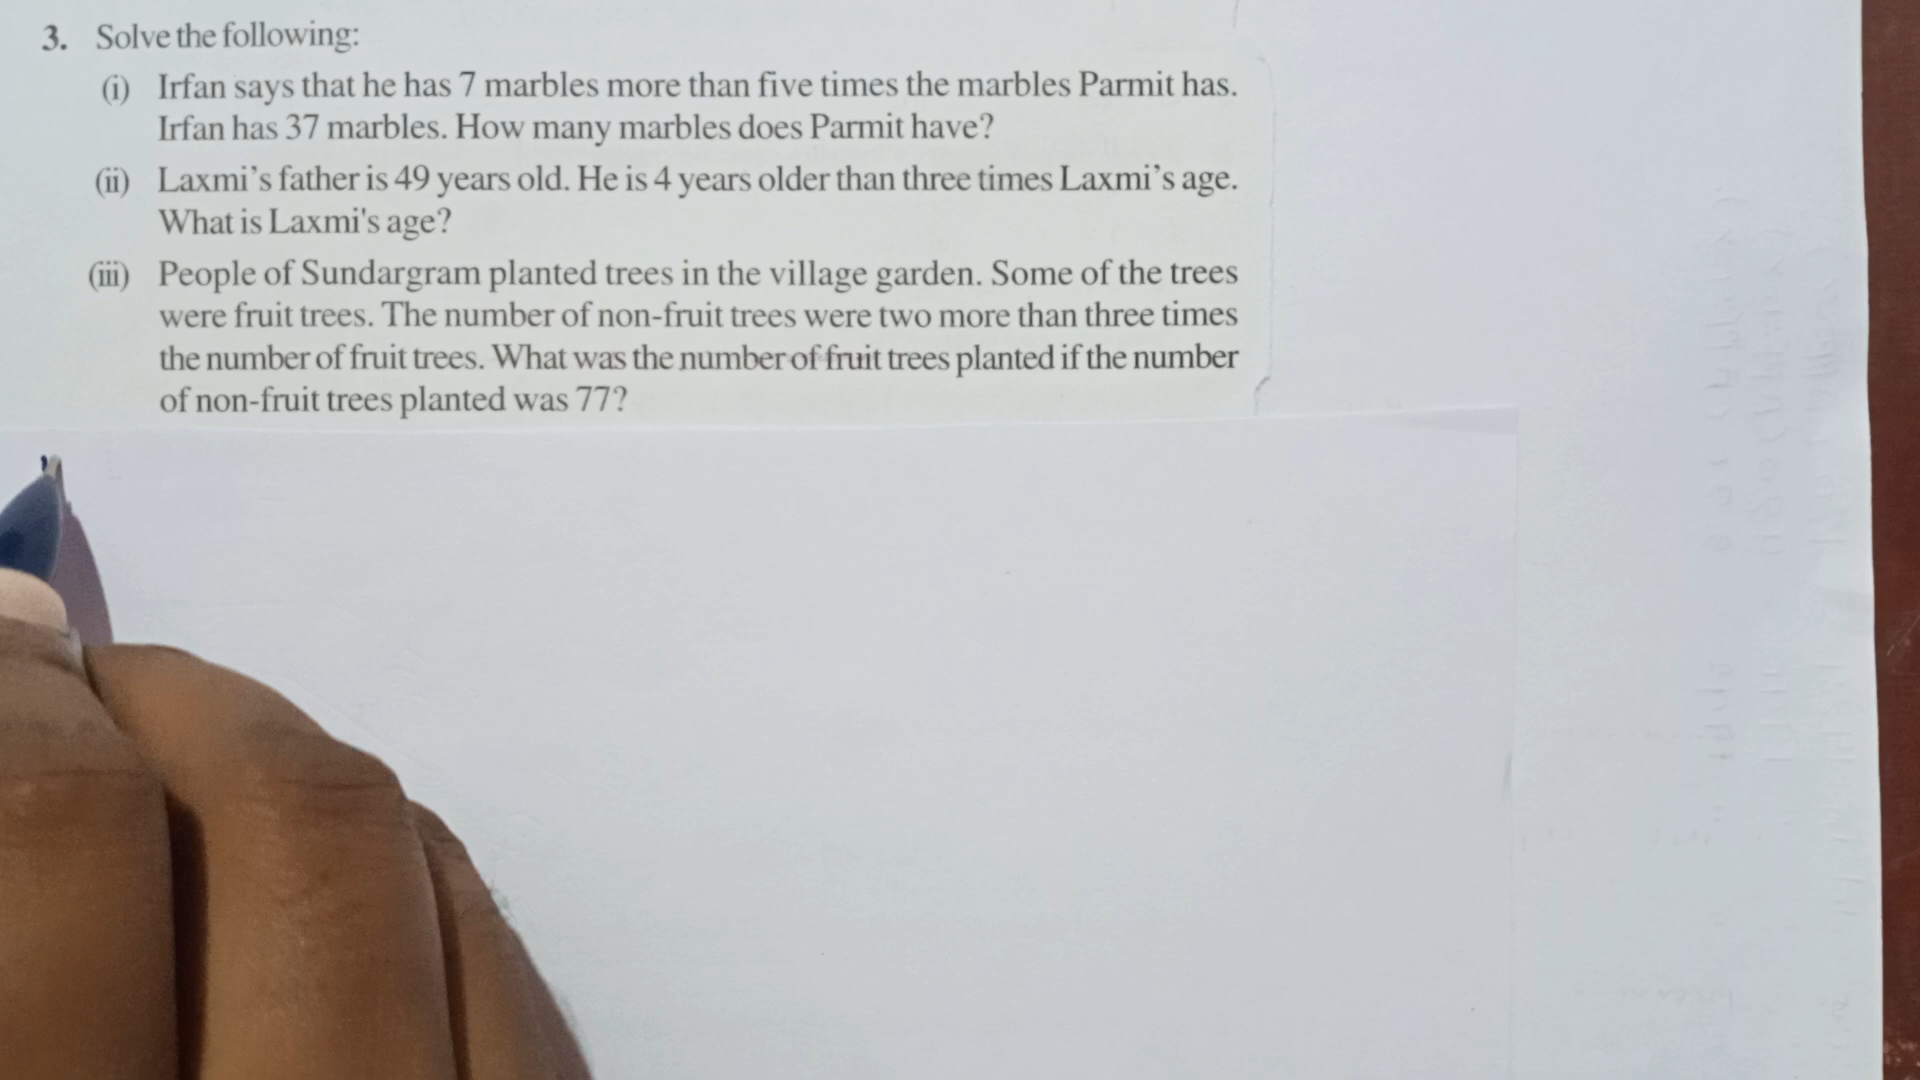 3. Solve the following:
(i) Irfan says that he has 7 marbles more than five times the marbles Parmit has.
Irfan has 37 marbles. How many marbles does Parmit have?
(ii) Laxmi’s father is 49 years old. He is 4 years older than three times Laxmi’s age.
What is Laxmi's age?
(iii) People of Sundargram planted trees in the village garden. Some of the trees
were fruit trees. The number of non-fruit trees were two more than three times
the number of fruit trees. What was the number of fruit trees planted if the number
of non-fruit trees planted was 77?